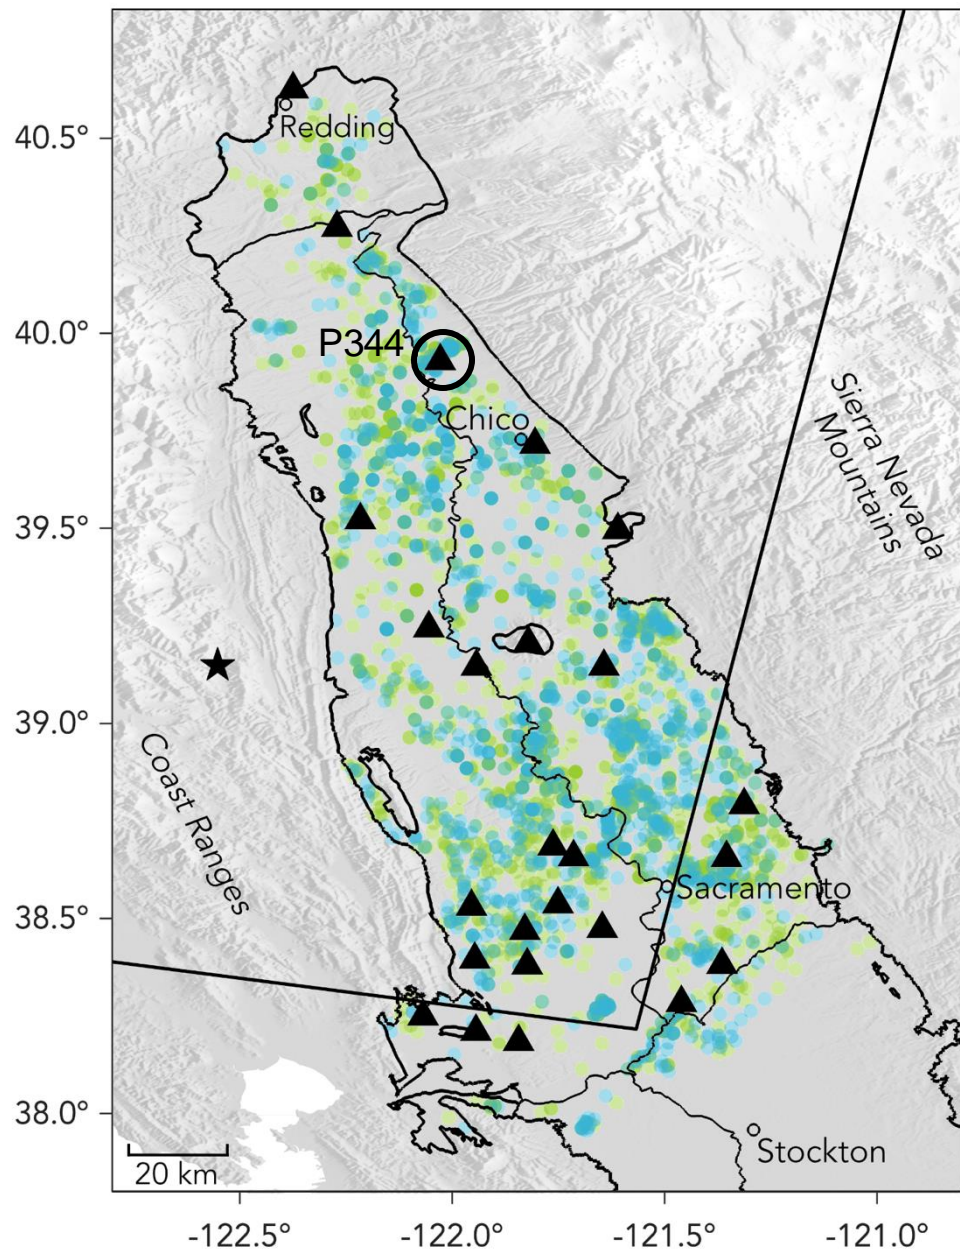 40.5°
Redding
40.0°
P344
Chico
Sierra Nevada
Mountains
39.5°
39.0°
Coast Ranges
Sacramento
38.5°
38.0°
Stockton
20 km
-122.5°
-122.0°
-121.5°
-121.0°